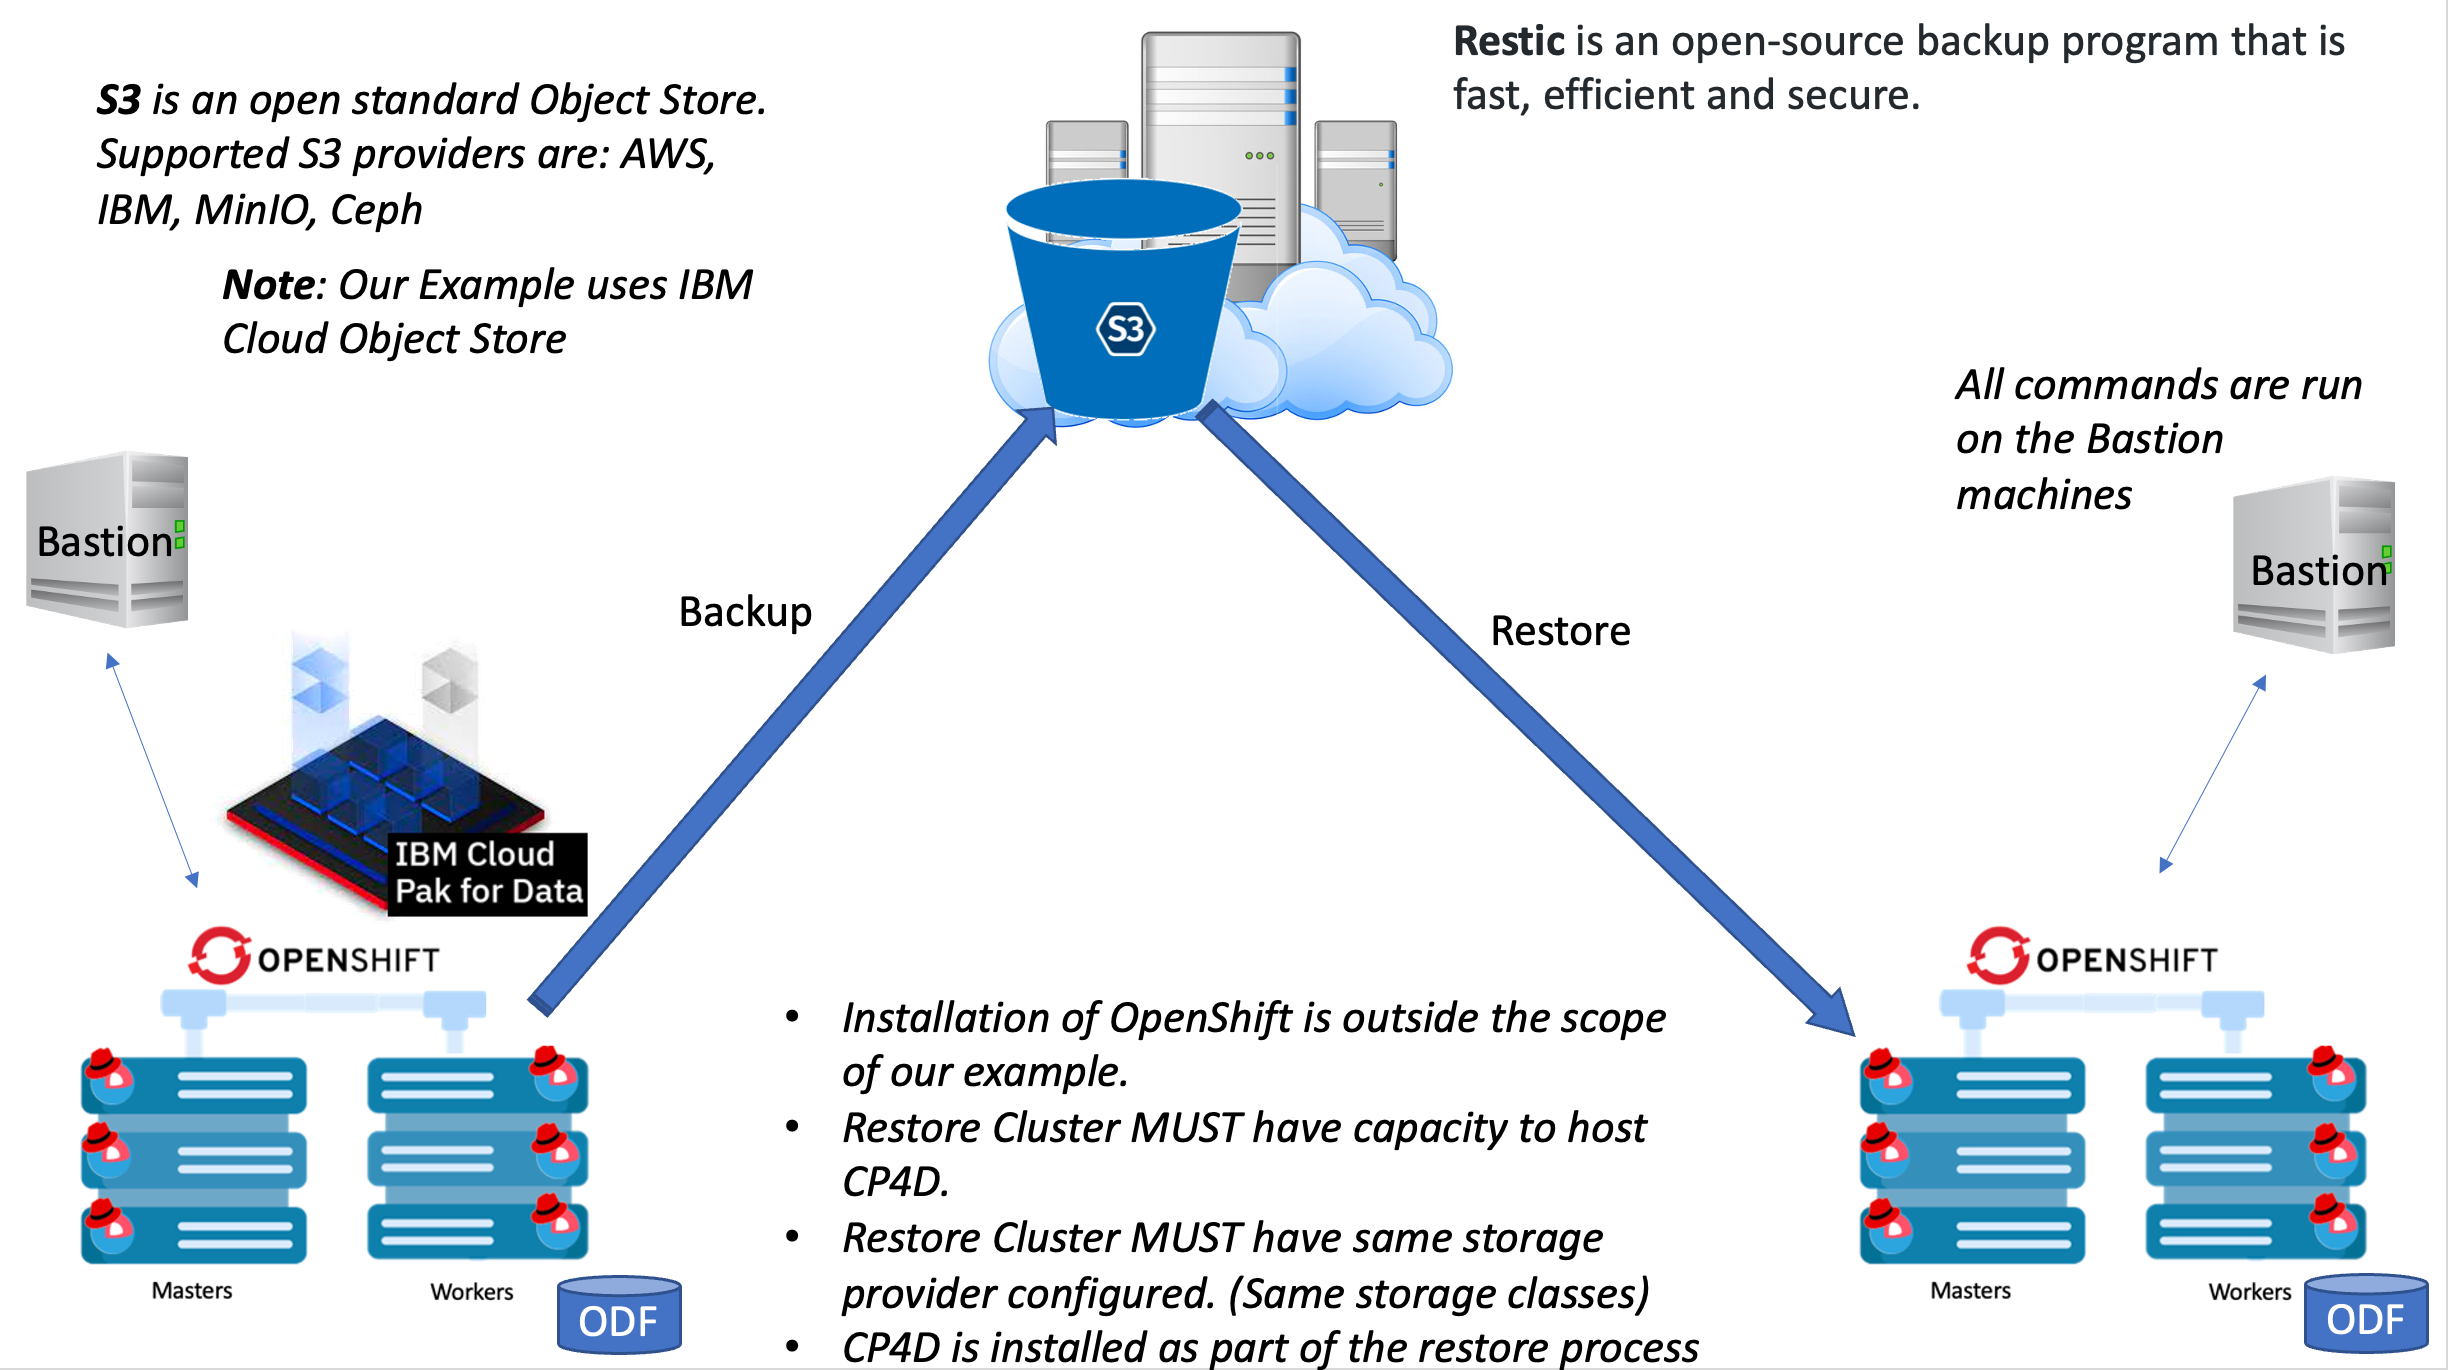 Restic is an open-source backup program that is
fast, efficient and secure.
S3 is an open standard Object Store.
Supported S3 providers are: AWS,
IBM, MinIO, Ceph
Note: Our Example uses IBM
Cloud Object Store
S3
All commands are run
on the Bastion
machines
Bastion
Bastion
Backup
Restore
IBM Cloud
Pak for Data
OPENSHIFT
OPENSHIFT
• Installation of OpenShift is outside the scope
of our example.
• Restore Cluster MUST have capacity to host
CP4D.
• Restore Cluster MUST have same storage
provider configured. (Same storage classes)
• CP4D is installed as part of the restore process
Masters
Workers
ODF
Masters
Workers
ODF